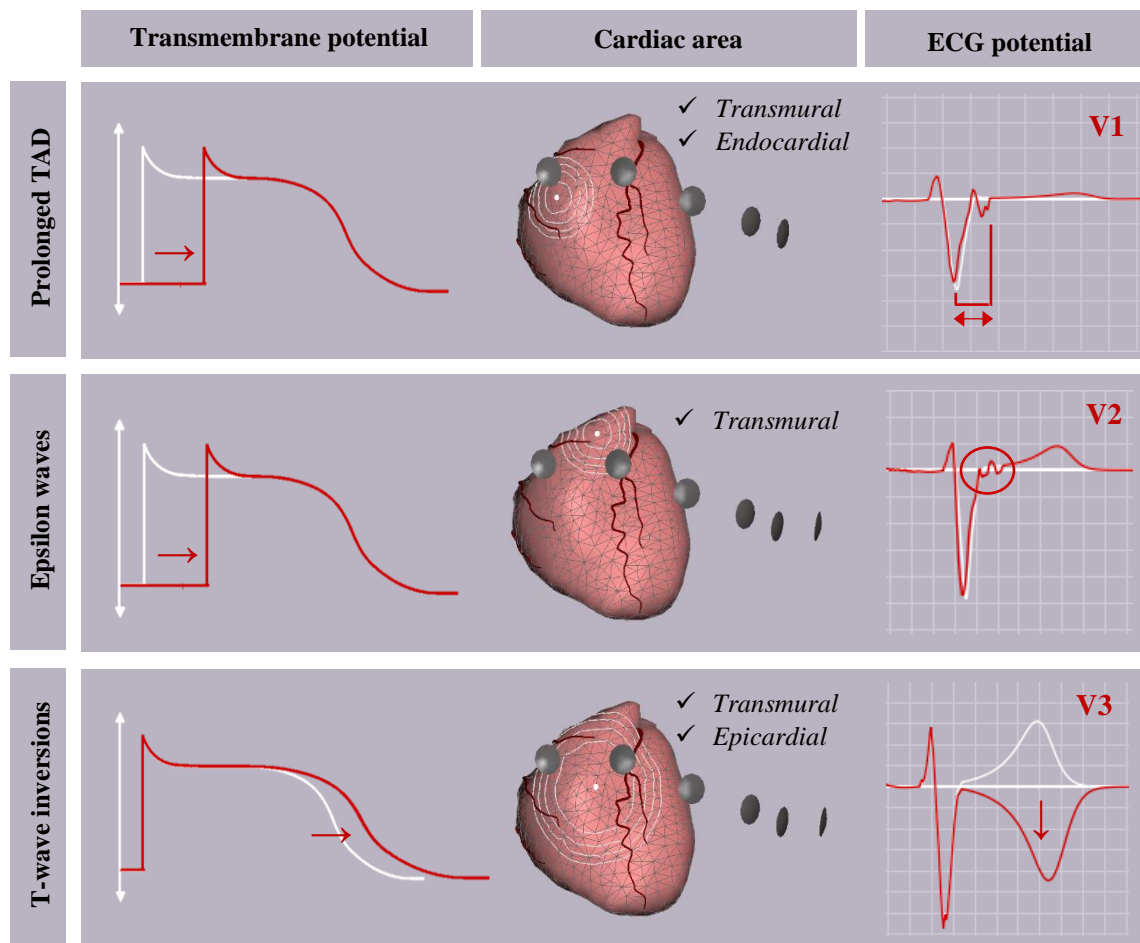 Transmembrane potential
Cardiac area
ECG potential
Prolonged TAD
✓ Transmural
✓ Endocardial
V1
Epsilon waves
✓ Transmural
V2
T-wave inversions
✓ Transmural
✓ Epicardial
V3